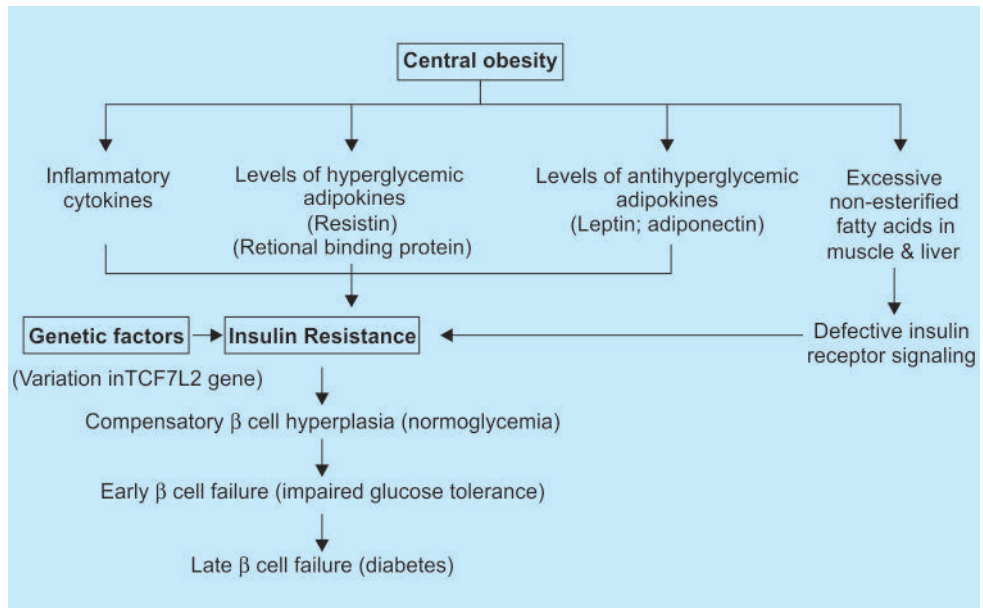 Central obesity
Inflammatory
cytokines
Levels of hyperglycemic
adipokines
(Resistin)
(Retional binding protein)
Levels of antihyperglycemic
adipokines
(Leptin; adiponectin)
Excessive
non-esterified
fatty acids in
muscle & liver
Genetic factors
(Variation inTCF7L2 gene)
Insulin Resistance
Defective insulin
receptor signaling
Compensatory β cell hyperplasia (normoglycemia)
Early β cell failure (impaired glucose tolerance)
Late β cell failure (diabetes)